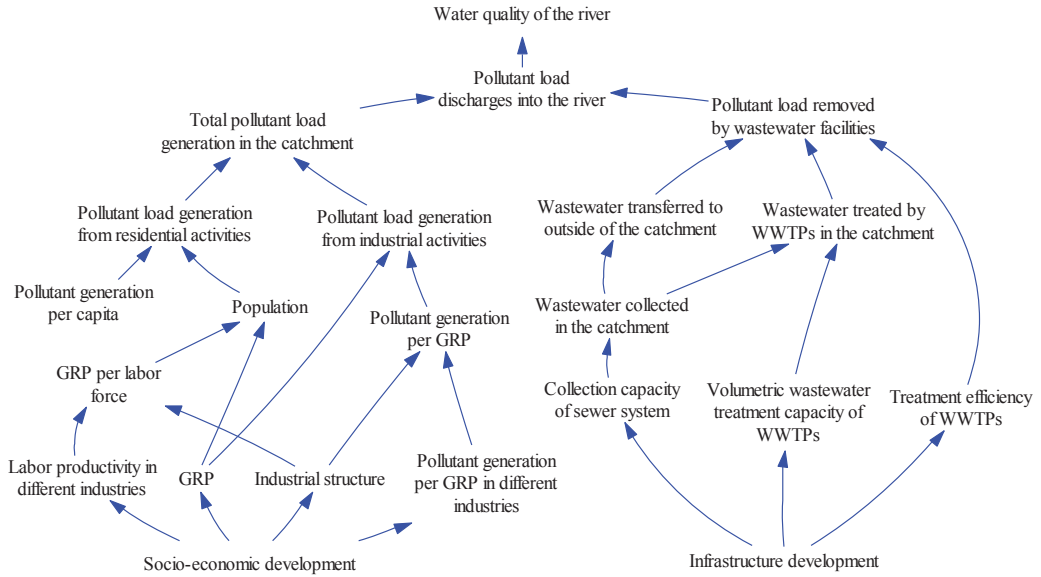 Water quality of the river
Pollutant load
discharges into the river
Pollutant load removed
by wastewater facilities
Total pollutant load
generation in the catchment
Pollutant load generation
from residential activities
Pollutant load generation
from industrial activities
Wastewater transferred to
outside of the catchment
Wastewater treated by
WWTPs in the catchment
Pollutant generation
per capita
Population
Pollutant generation
per GRP
Wastewater collected
in the catchment
GRP per labor
force
Collection capacity
of sewer system
Volumetric wastewater
treatment capacity of
WWTPs
Treatment efficiency
of WWTPs
Labor productivity in
different industries
GRP
Industrial structure
Pollutant generation
per GRP in different
industries
Socio-economic development
Infrastructure development